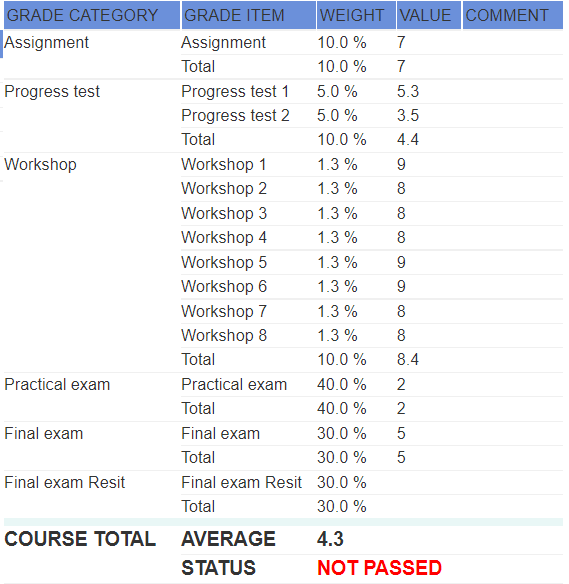 GRADE CATEGORY GRADE ITEM WEIGHT VALUE COMMENT
Assignment Assignment 10.0 % 7
Total 10.0 % 7
Progress test Progress test 1 5.0 % 5.3
Progress test 2 5.0 % 3.5
Total 10.0 % 4.4
Workshop Workshop 1 1.3 % 9
Workshop 2 1.3 % 8
Workshop 3 1.3 % 8
Workshop 4 1.3 % 8
Workshop 5 1.3 % 9
Workshop 6 1.3 % 9
Workshop 7 1.3 % 8
Workshop 8 1.3 % 8
Total 10.0 % 8.4
Practical exam Practical exam 40.0 % 2
Total 40.0 % 2
Final exam Final exam 30.0 % 5
Total 30.0 % 5
Final exam Resit Final exam Resit 30.0 %
Total 30.0 %
COURSE TOTAL AVERAGE 4.3
STATUS NOT PASSED